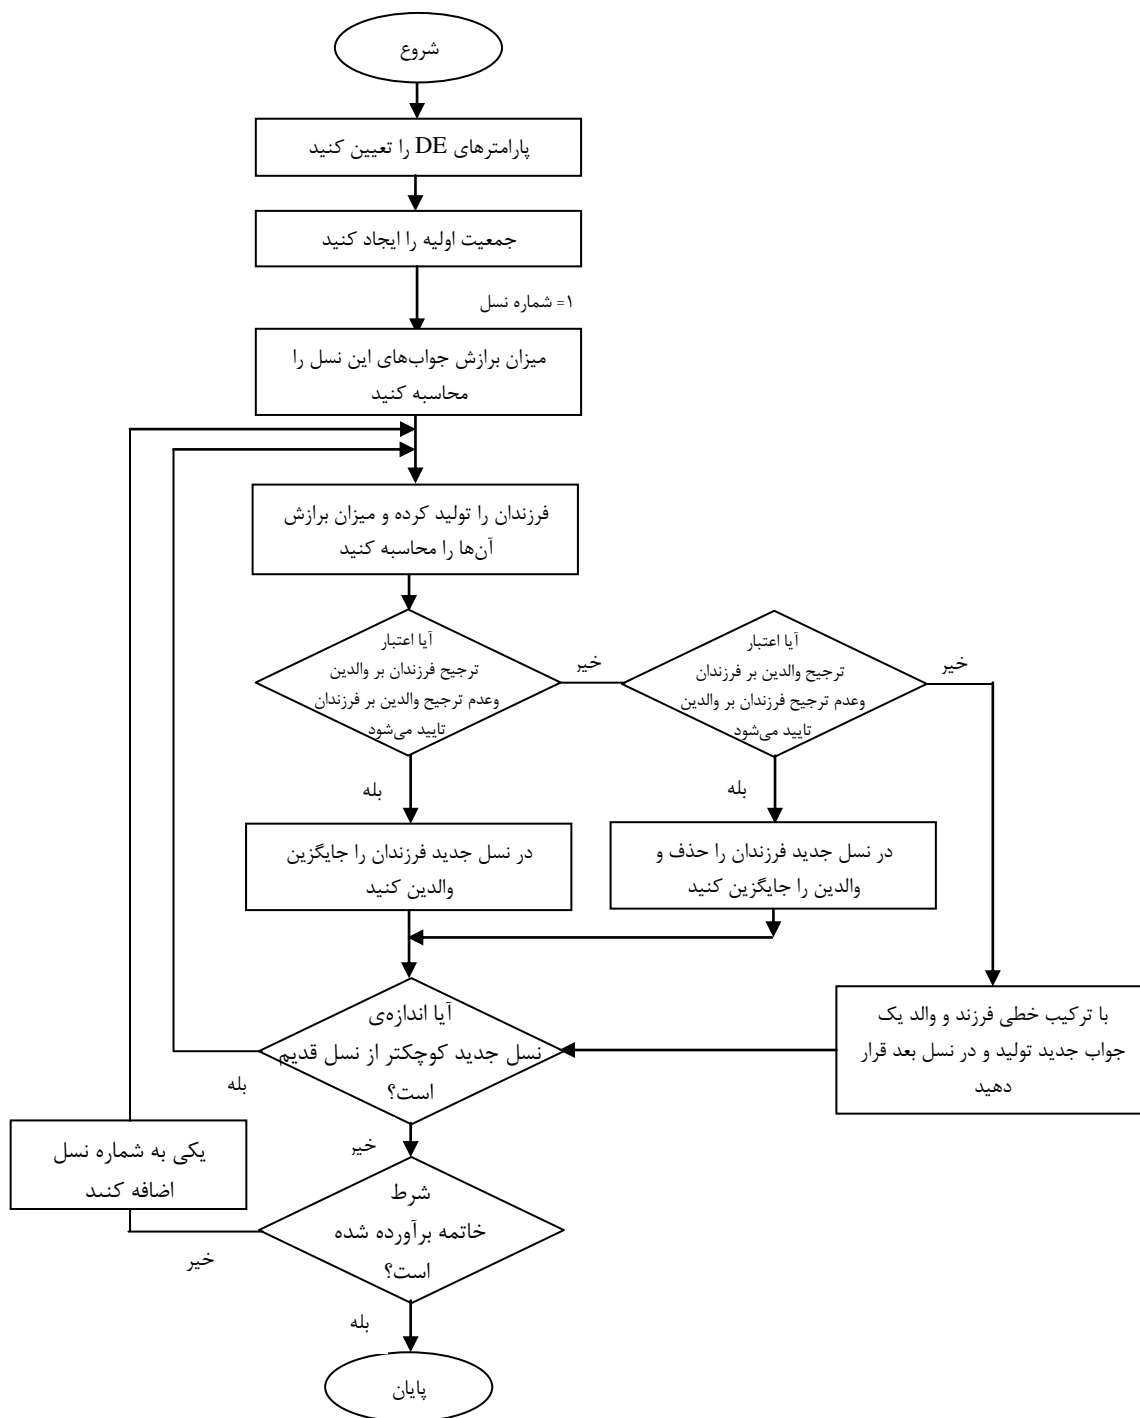 شروع
پارامترهای DE را تعیین کنید
جمعیت اولیه را ایجاد کنید
۱= شماره نسل
میزان برازش جواب‌های این نسل را
محاسبه کنید
فرزندان را تولید کرده و میزان برازش
آن‌ها را محاسبه کنید
آیا اعتبار
ترجیح فرزندان بر والدین
وعدم ترجیح والدین بر فرزندان
تایید می‌شود
خیر
آیا اعتبار
ترجیح والدین بر فرزندان
وعدم ترجیح فرزندان بر والدین
تایید می‌شود
خیر
بله
بله
در نسل جدید فرزندان را جایگزین
والدین کنید
در نسل جدید فرزندان را حذف و
والدین را جایگزین کنید
با ترکیب خطی فرزند و والد یک
جواب جدید تولید و در نسل بعد قرار
دهید
آیا اندازه‌ی
نسل جدید کوچکتر از نسل قدیم
است؟
بله
خیر
یکی به شماره نسل
اضافه کنید
شرط
خاتمه برآورده شده
است؟
خیر
بله
پایان